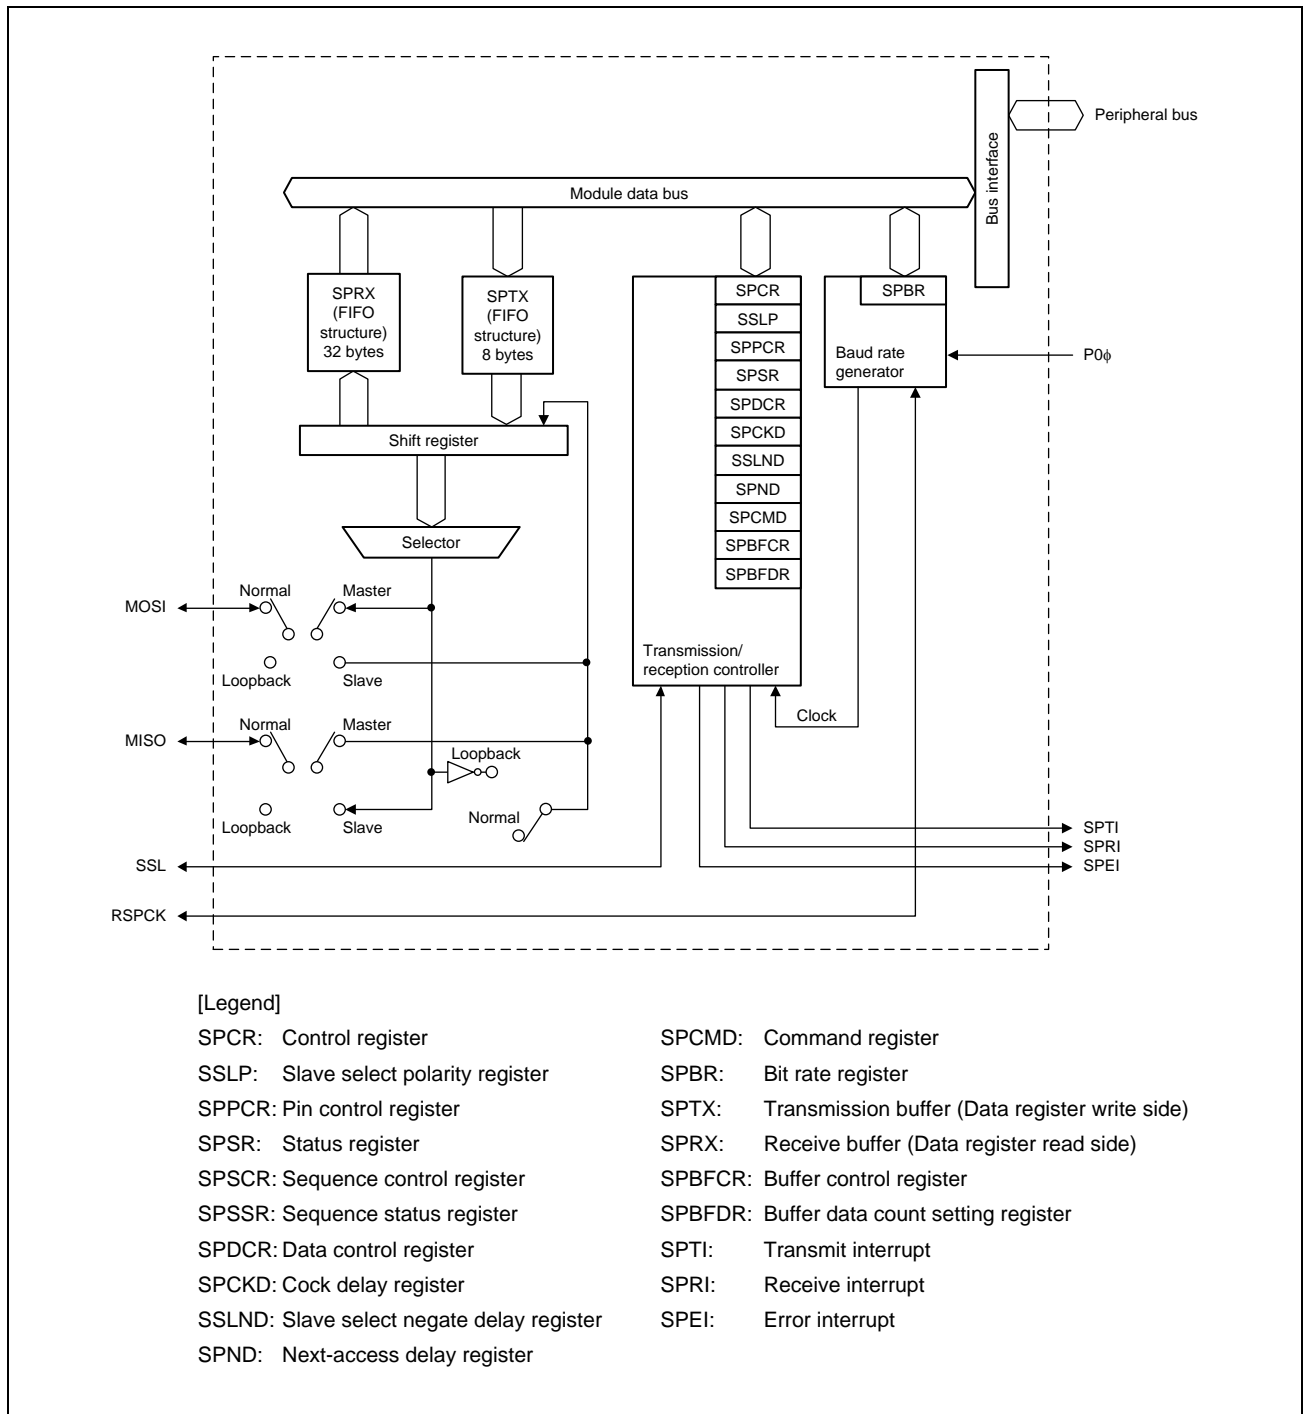 Peripheral bus
Bus interface
Module data bus
SPRX
(FIFO
structure)
32 bytes
SPTX
(FIFO
structure)
8 bytes
SPCR
SSLP
SPPCR
SPSR
SPDCR
SPCKD
SSLND
SPND
SPCMD
SPBFCR
SPBFDR
SPBR
Baud rate
generator
P0ϕ
Shift register
Selector
Normal
Master
MOSI
Loopback
Slave
Transmission/
reception controller
Clock
Normal
Master
MISO
Loopback
Loopback
Slave
Normal
SPTI
SPRI
SPEI
SSL
RSPCK
[Legend]
SPCR: Control register
SSLP: Slave select polarity register
SPPCR: Pin control register
SPSR: Status register
SPSCR: Sequence control register
SPSSR: Sequence status register
SPDCR: Data control register
SPCKD: Cock delay register
SSLND: Slave select negate delay register
SPND: Next-access delay register
SPCMD: Command register
SPBR: Bit rate register
SPTX: Transmission buffer (Data register write side)
SPRX: Receive buffer (Data register read side)
SPBFCR: Buffer control register
SPBFDR: Buffer data count setting register
SPTI: Transmit interrupt
SPRI: Receive interrupt
SPEI: Error interrupt